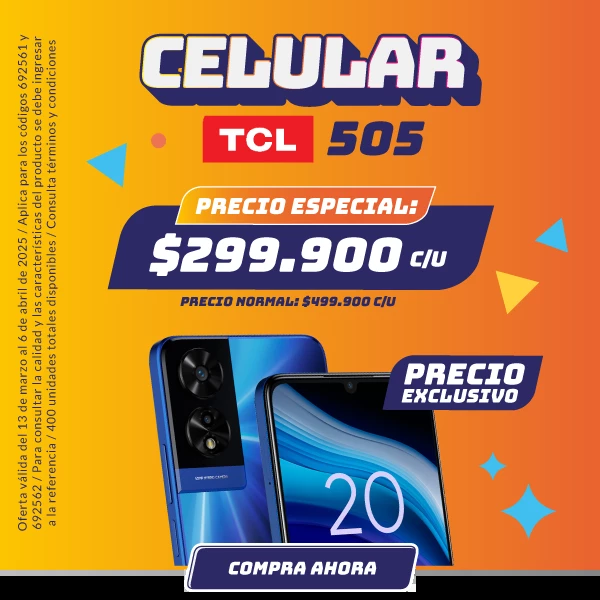 CELULAR
TCL 505
PRECIO ESPECIAL:
$299.900 C/U
PRECIO NORMAL: $499.900 C/U
PRECIO
EXCLUSIVO
20
COMPRA AHORA
Oferta válida del 13 de marzo al 6 de abril de 2025 / Aplica para los códigos 692561 y
692562 / Para consultar la calidad y las características del producto se debe ingresar
a la referencia / 400 unidades totales disponibles / Consulta términos y condiciones